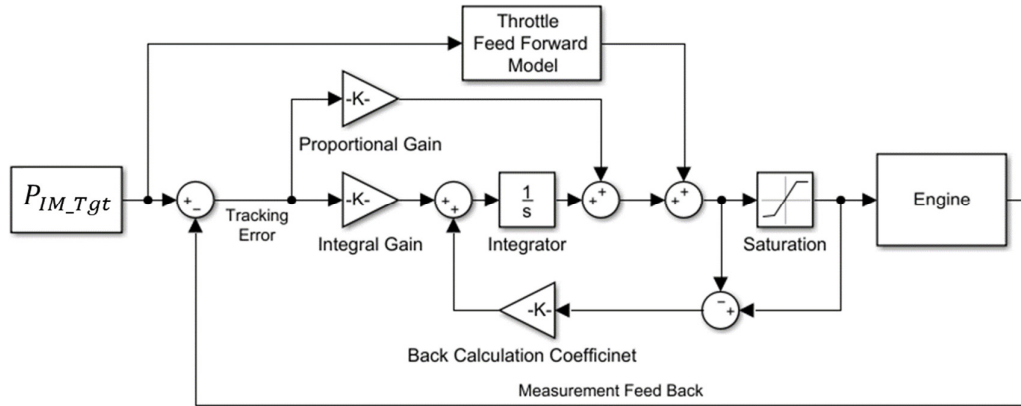 Throttle
Feed Forward
Model
-K-
Proportional Gain
P_IM_Tgt
+
−
Tracking
Error
-K-
Integral Gain
+
+
1
s
Integrator
+
+
+
+
Saturation
Engine
-K-
−
+
Back Calculation Coefficinet
Measurement Feed Back